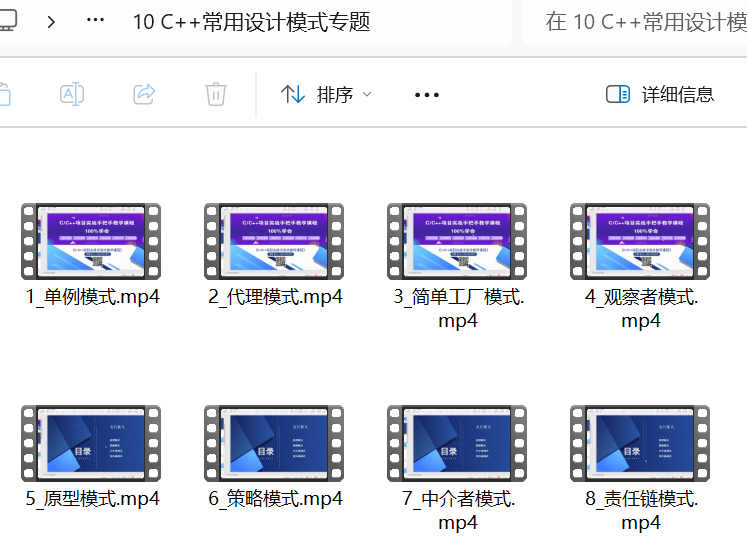 10 C++常用设计模式专题
在 10 C++常用设计模
排序
详细信息
C/C++项目实战手把手教学课程
100%学会
C/C++项目实战手把手教学课程
100%学会
C/C++项目实战手把手教学课程
100%学会
C/C++项目实战手把手教学课程
100%学会
1_单例模式.mp4
2_代理模式.mp4
3_简单工厂模式.
mp4
4_观察者模式.
mp4
目录
目录
目录
目录
5_原型模式.mp4
6_策略模式.mp4
7_中介者模式.
mp4
8_责任链模式.
mp4